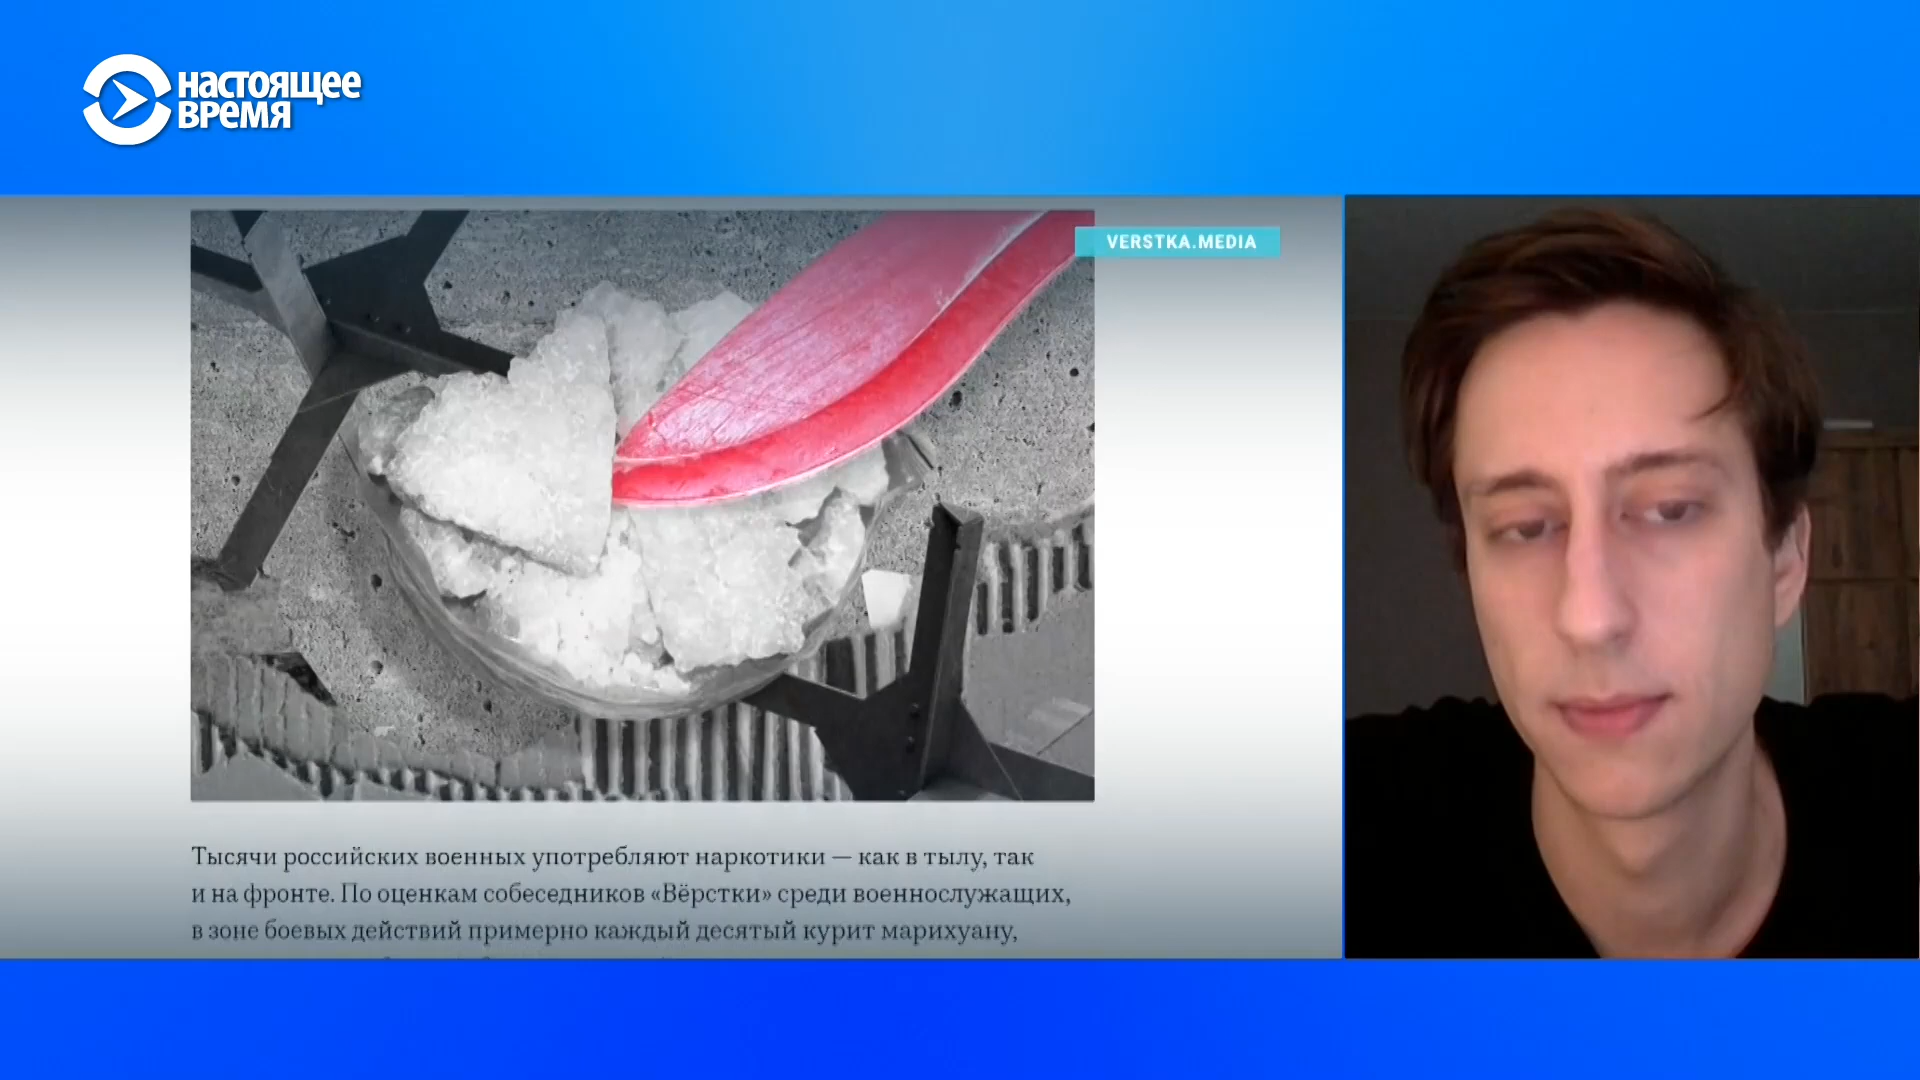 НАСТОЯЩЕЕ
ВРЕМЯ
VERSTKA.MEDIA
Тысячи российских военных употребляют наркотики — как в тылу, так
и на фронте. По оценкам собеседников «Вёрстки» среди военнослужащих,
в зоне боевых действий примерно каждый десятый курит марихуану,